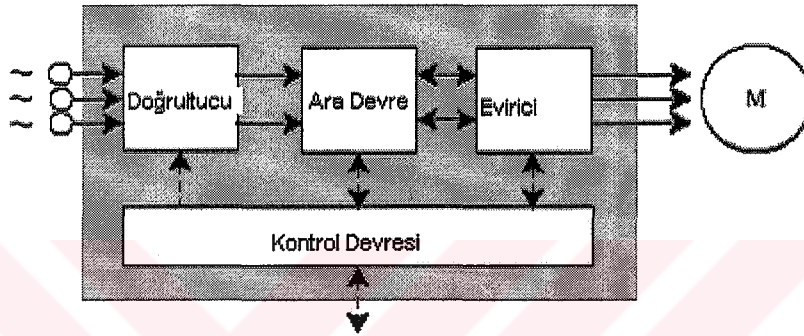 ~
~
~
Doğrultucu
Ara Devre
Evirici
M
Kontrol Devresi